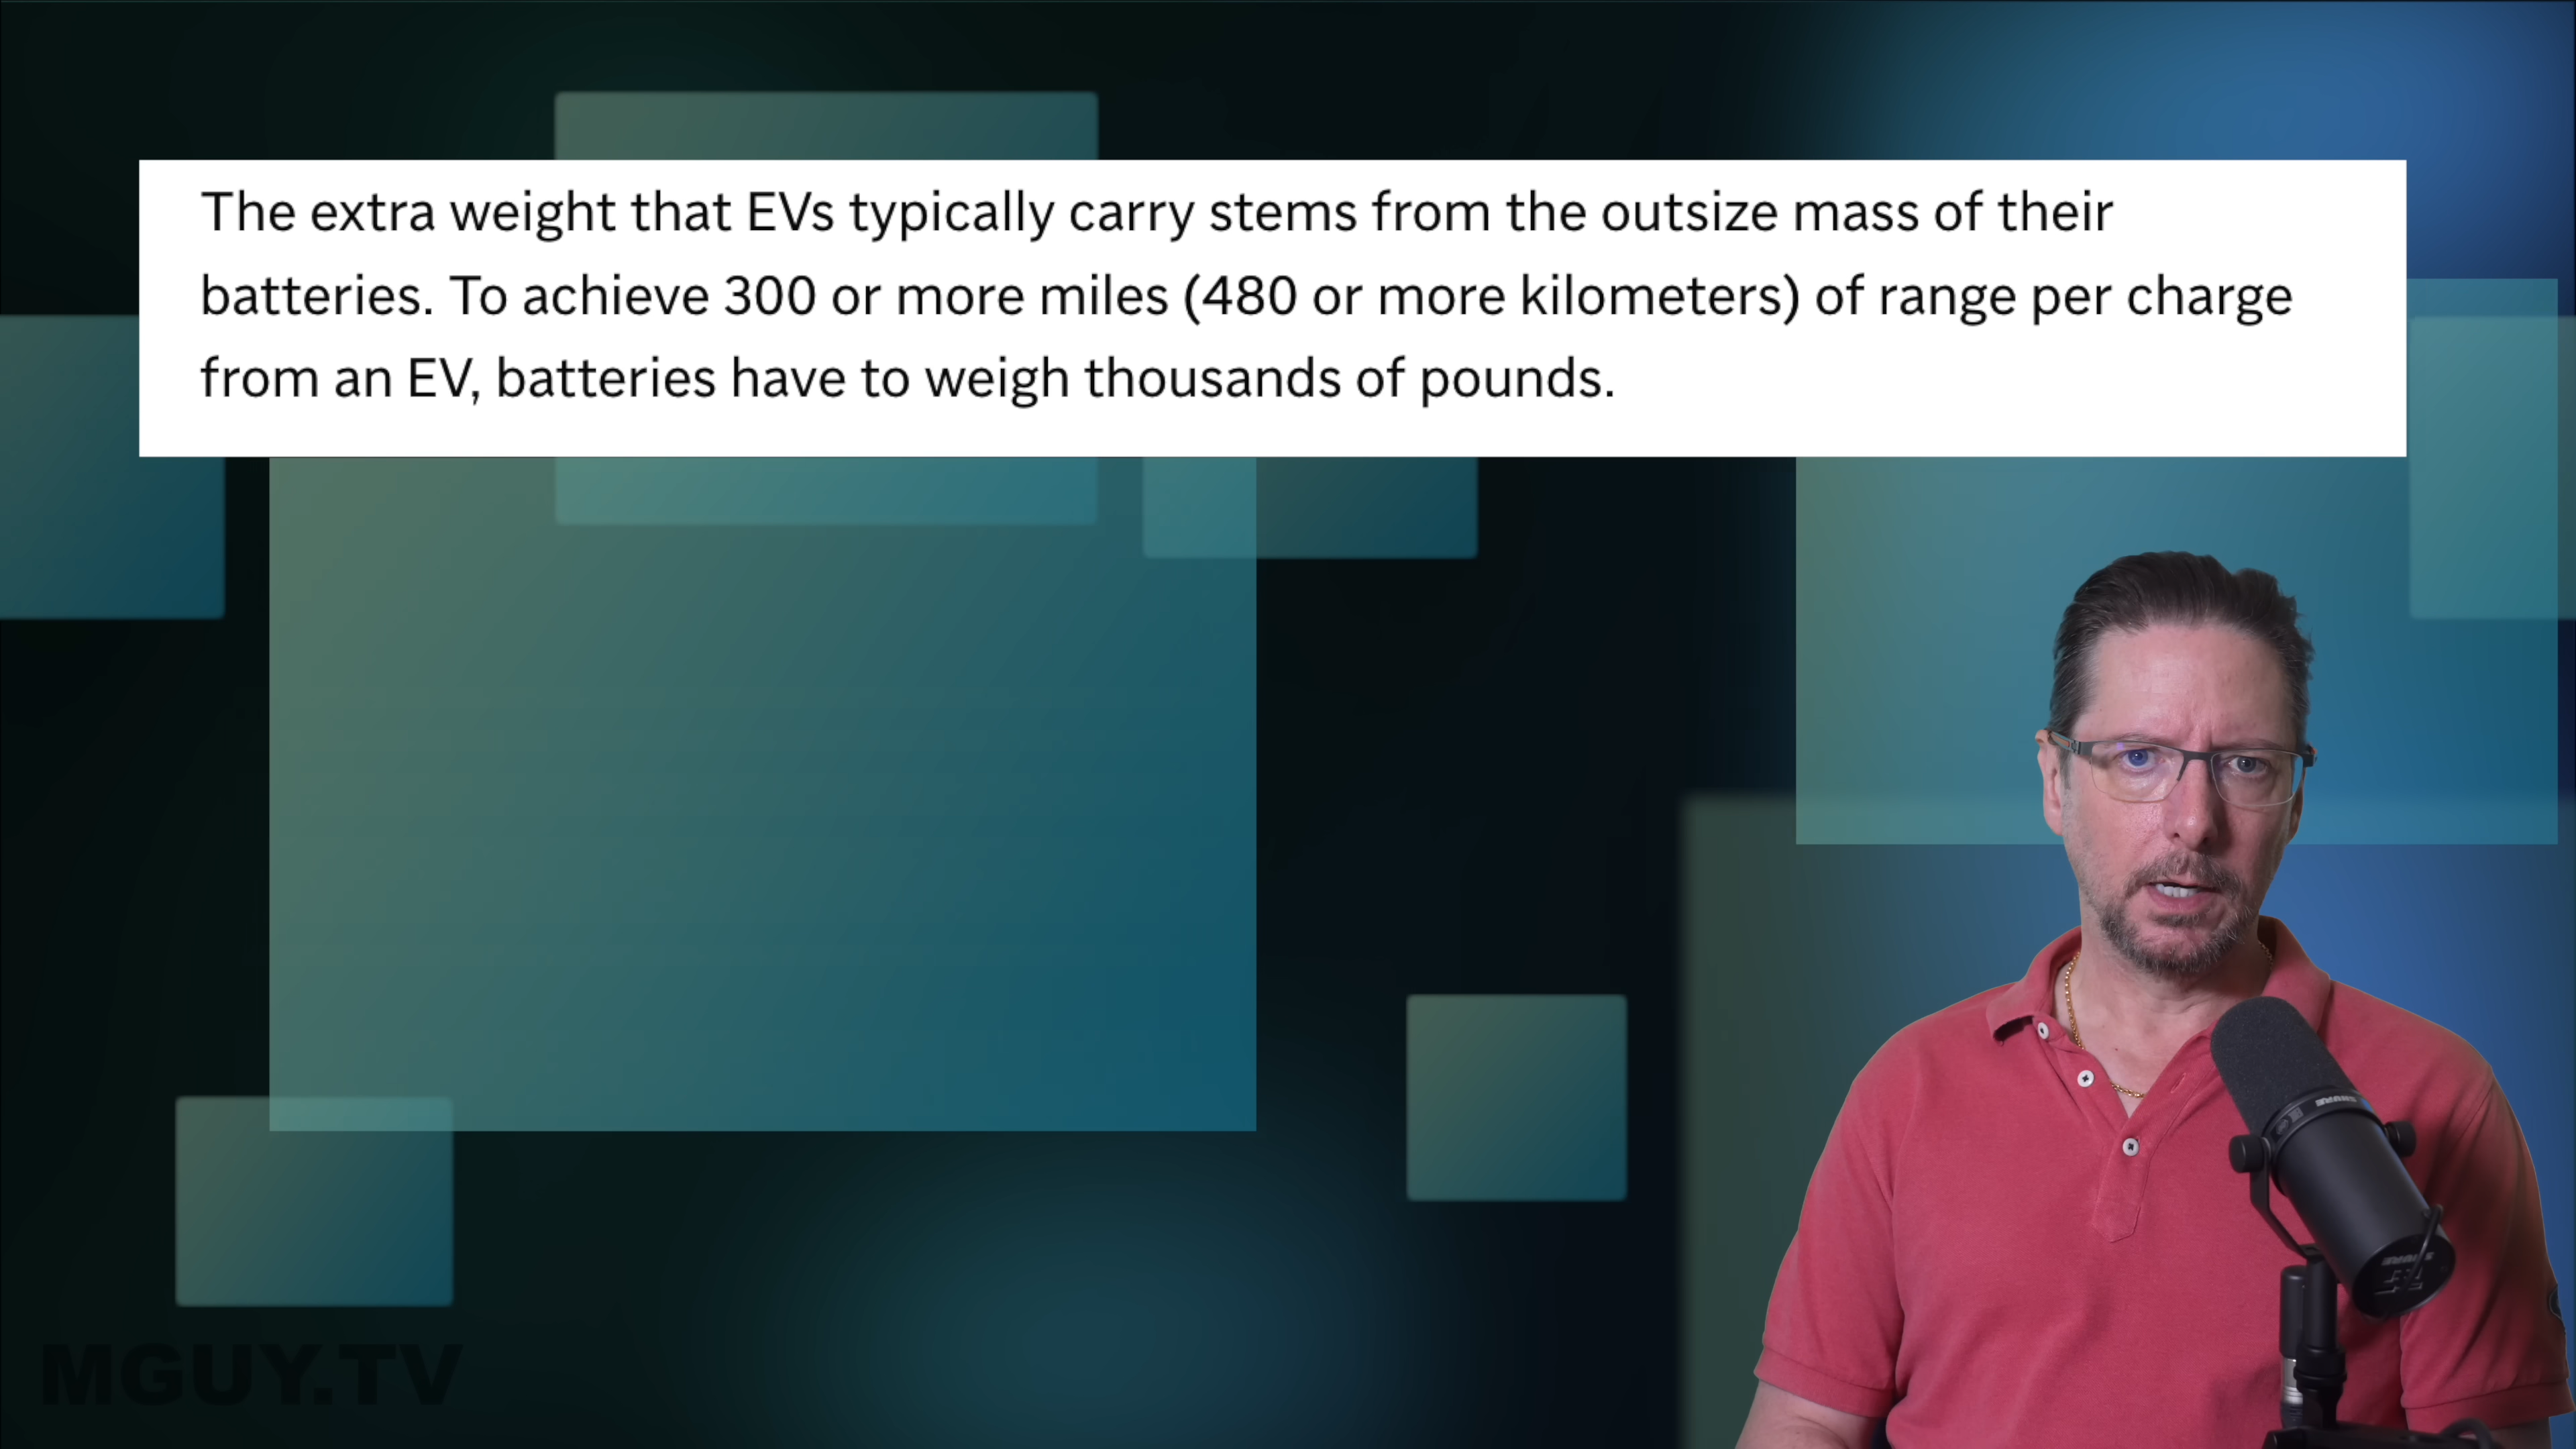 The extra weight that EVs typically carry stems from the outsize mass of their
batteries. To achieve 300 or more miles (480 or more kilometers) of range per charge
from an EV, batteries have to weigh thousands of pounds.
SHURE
SHURE
MGUY.TV